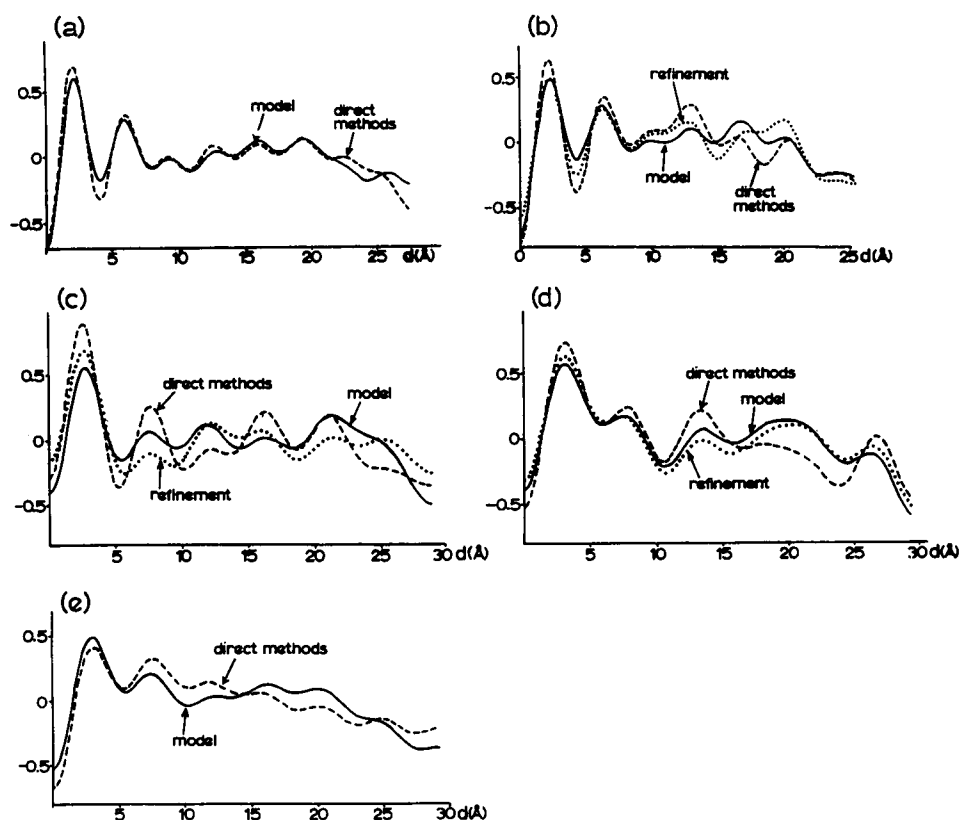 (a)
0.5
0
-0.5
model
direct
methods
5
10
15
20
25
d(Å)
(b)
0.5
0
-0.5
refinement
model
direct
methods
5
10
15
20
25
d(Å)
(c)
0.5
0
-0.5
direct methods
model
refinement
5
10
15
20
25
30 d(Å)
(d)
0.5
0
-0.5
direct methods
model
refinement
5
10
15
20
25
30 d(Å)
(e)
0.5
0
-0.5
direct methods
model
5
10
15
20
25
30 d(Å)